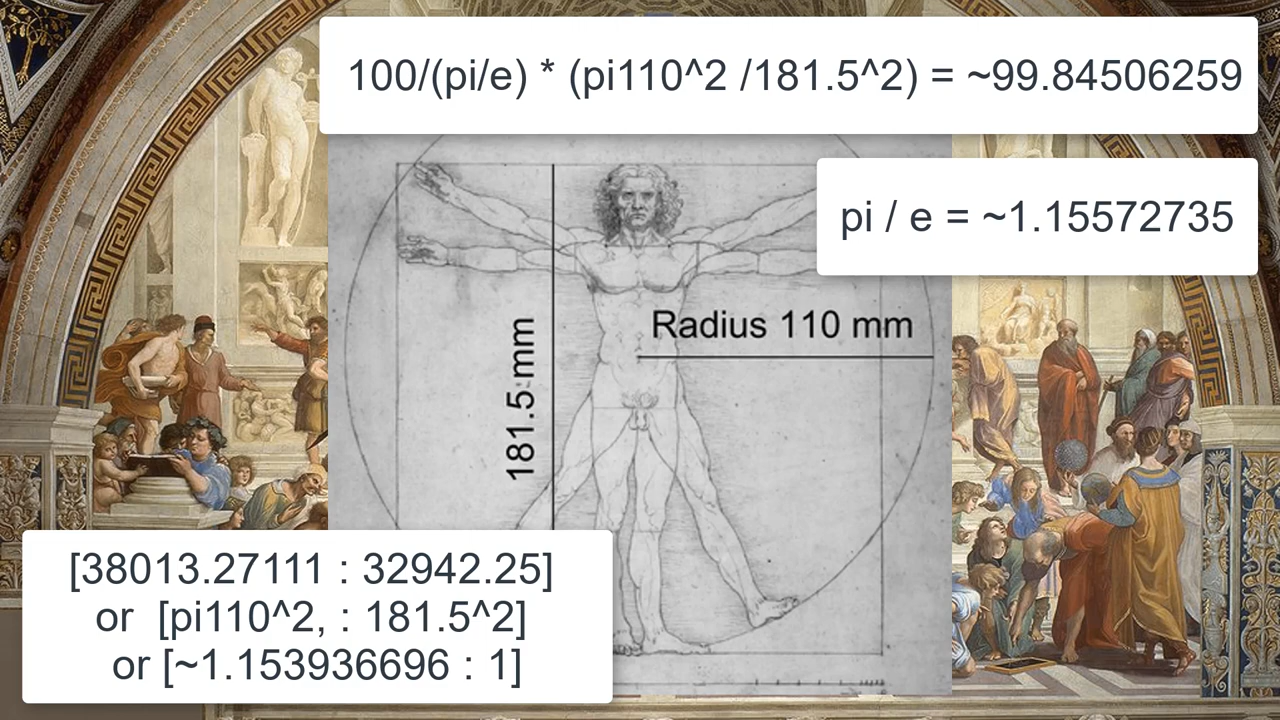 100/(pi/e) * (pi110^2 /181.5^2) = ~99.84506259
pi / e = ~1.15572735
181.5 mm
Radius 110 mm
[38013.27111 : 32942.25]
or [pi110^2, : 181.5^2]
or [~1.153936696 : 1]